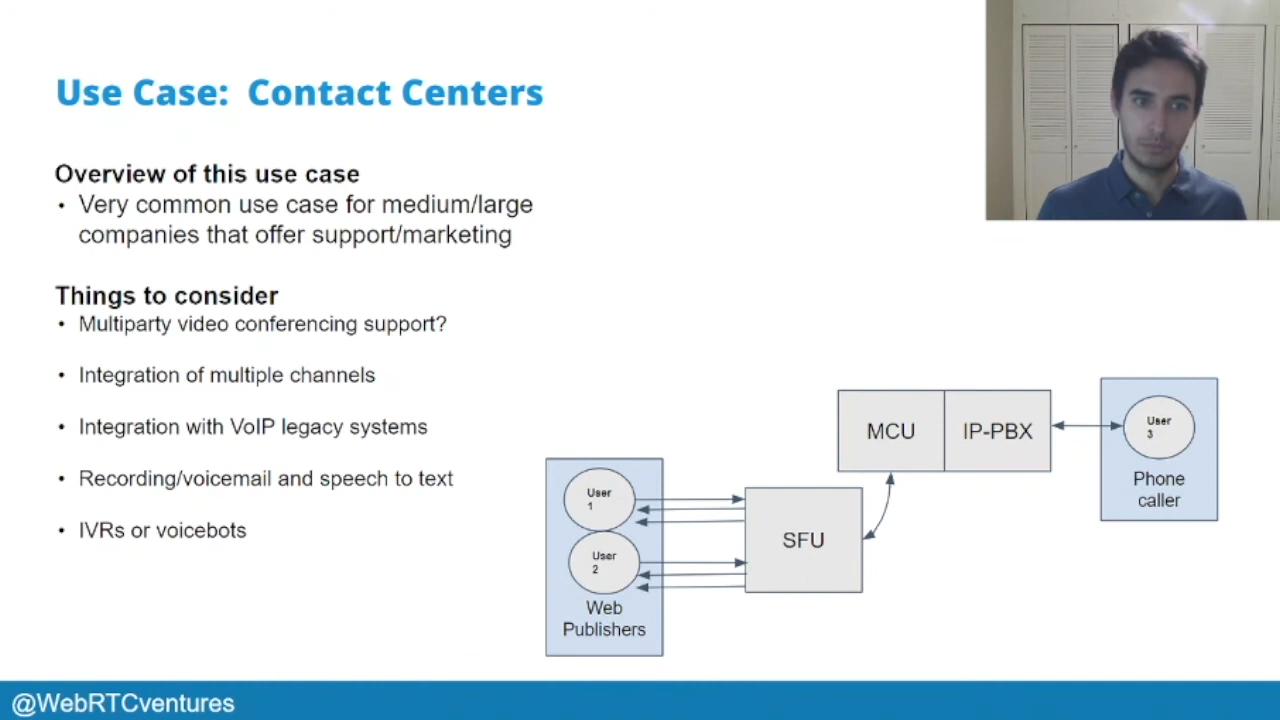 Use Case:  Contact Centers
Overview of this use case
• Very common use case for medium/large
companies that offer support/marketing
Things to consider
• Multiparty video conferencing support?
• Integration of multiple channels
• Integration with VoIP legacy systems
• Recording/voicemail and speech to text
• IVRs or voicebots
User
1
User
2
Web
Publishers
SFU
MCU
IP-PBX
User
3
Phone
caller
@WebRTCventures